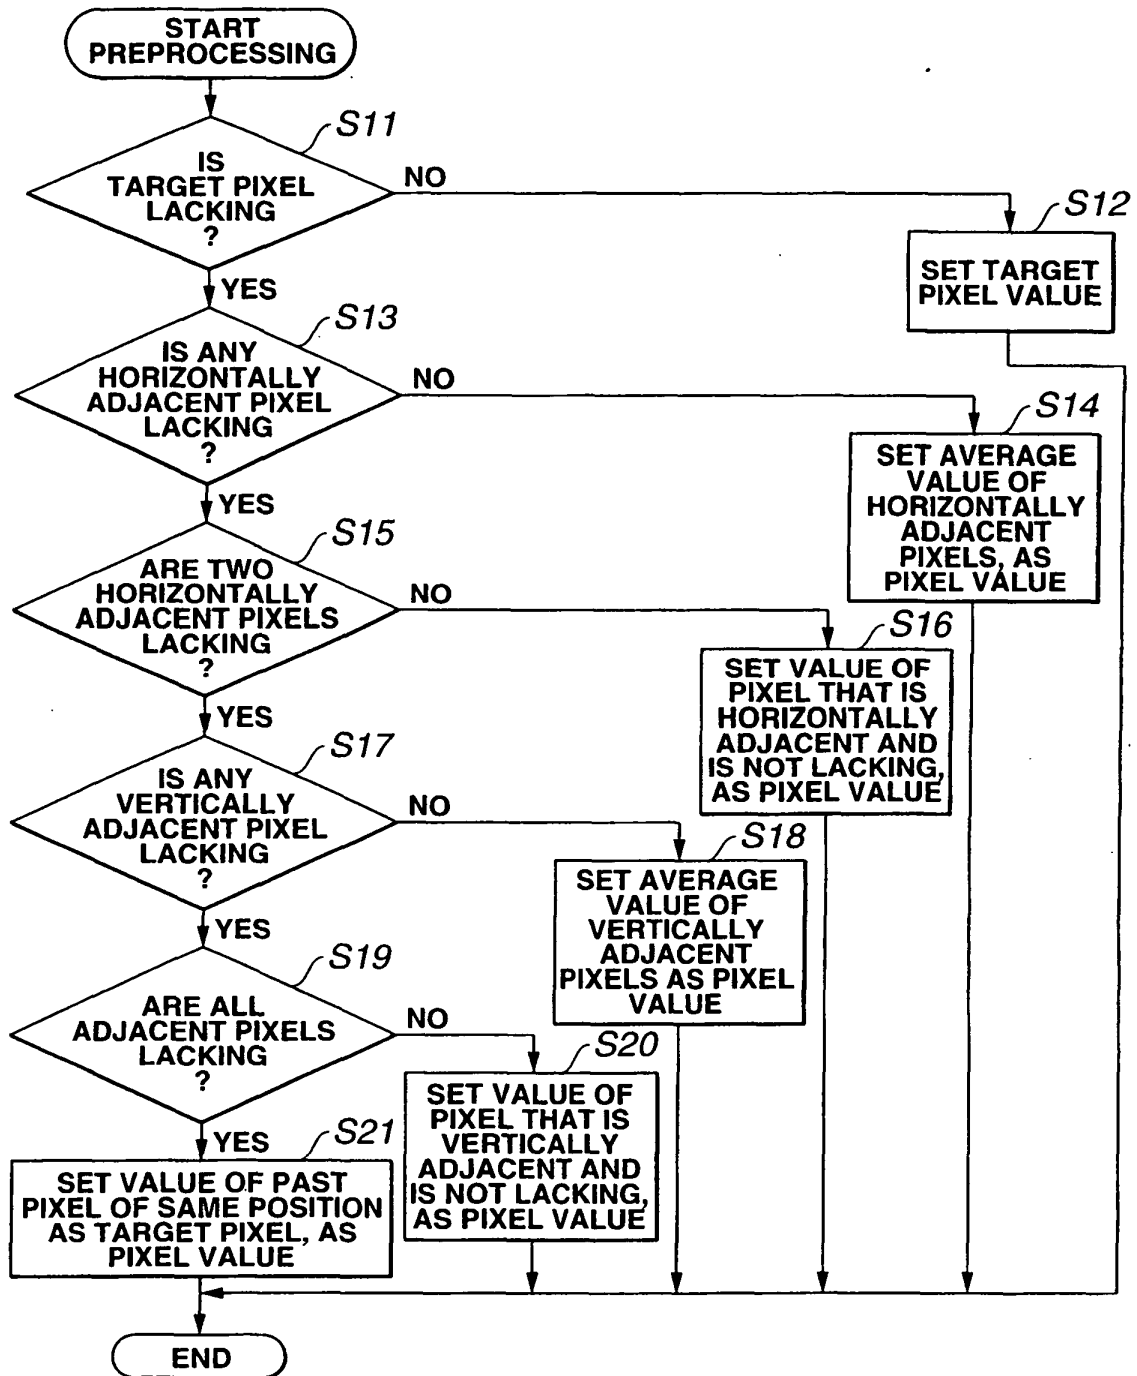 START
PREPROCESSING
S11
IS
TARGET PIXEL
LACKING
?
NO
S12
SET TARGET
PIXEL VALUE
YES
S13
IS ANY
HORIZONTALLY
ADJACENT PIXEL
LACKING
?
NO
S14
SET AVERAGE
VALUE OF
HORIZONTALLY
ADJACENT
PIXELS, AS
PIXEL VALUE
YES
S15
ARE TWO
HORIZONTALLY
ADJACENT PIXELS
LACKING
?
NO
S16
SET VALUE OF
PIXEL THAT IS
HORIZONTALLY
ADJACENT AND
IS NOT LACKING,
AS PIXEL VALUE
YES
S17
IS ANY
VERTICALLY
ADJACENT PIXEL
LACKING
?
NO
S18
SET AVERAGE
VALUE OF
VERTICALLY
ADJACENT
PIXELS AS PIXEL
VALUE
YES
S19
ARE ALL
ADJACENT PIXELS
LACKING
?
NO
S20
SET VALUE OF
PIXEL THAT IS
VERTICALLY
ADJACENT AND
IS NOT LACKING,
AS PIXEL VALUE
YES
S21
SET VALUE OF PAST
PIXEL OF SAME POSITION
AS TARGET PIXEL, AS
PIXEL VALUE
END